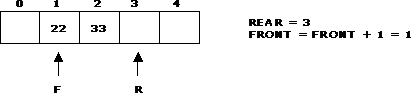 0 1 2 3 4
22 33
F R
REAR = 3
FRONT = FRONT + 1 = 1